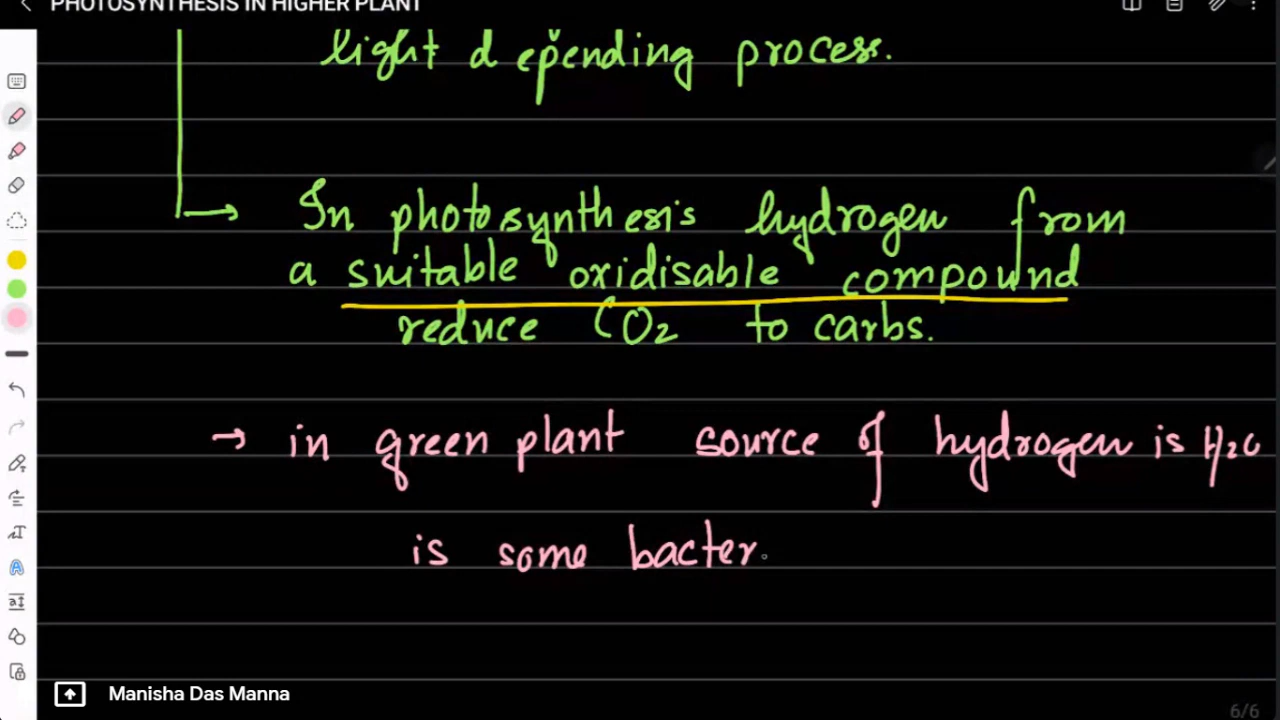 PHOTOSYNTHESIS IN HIGHER PLANT
light depending process.
In photosynthesis hydrogen from
a suitable oxidisable compound
reduce CO2 to carbs.
→ in green plant source of hydrogen is H2O
is some bacter
Manisha Das Manna
6/6